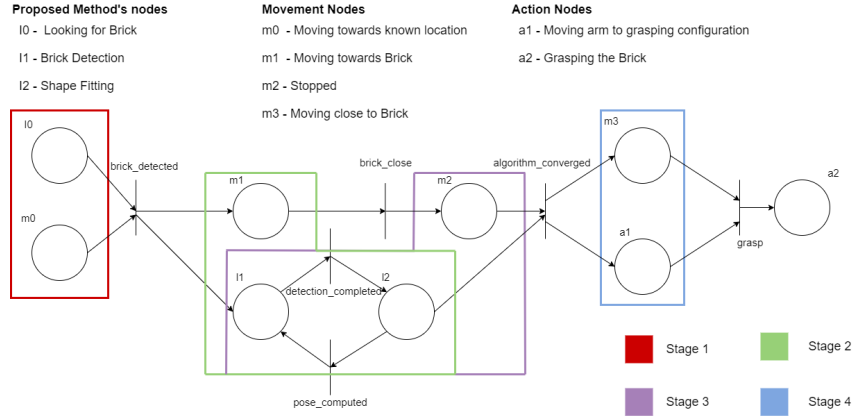 Proposed Method's nodes
l0 - Looking for Brick
l1 - Brick Detection
l2 - Shape Fitting
Movement Nodes
m0 - Moving towards known location
m1 - Moving towards Brick
m2 - Stopped
m3 - Moving close to Brick
Action Nodes
a1 - Moving arm to grasping configuration
a2 - Grasping the Brick
l0
m0
brick_detected
m1
brick_close
m2
algorithm_converged
m3
a1
a2
grasp
l1
detection_completed
l2
pose_computed
Stage 1
Stage 2
Stage 3
Stage 4